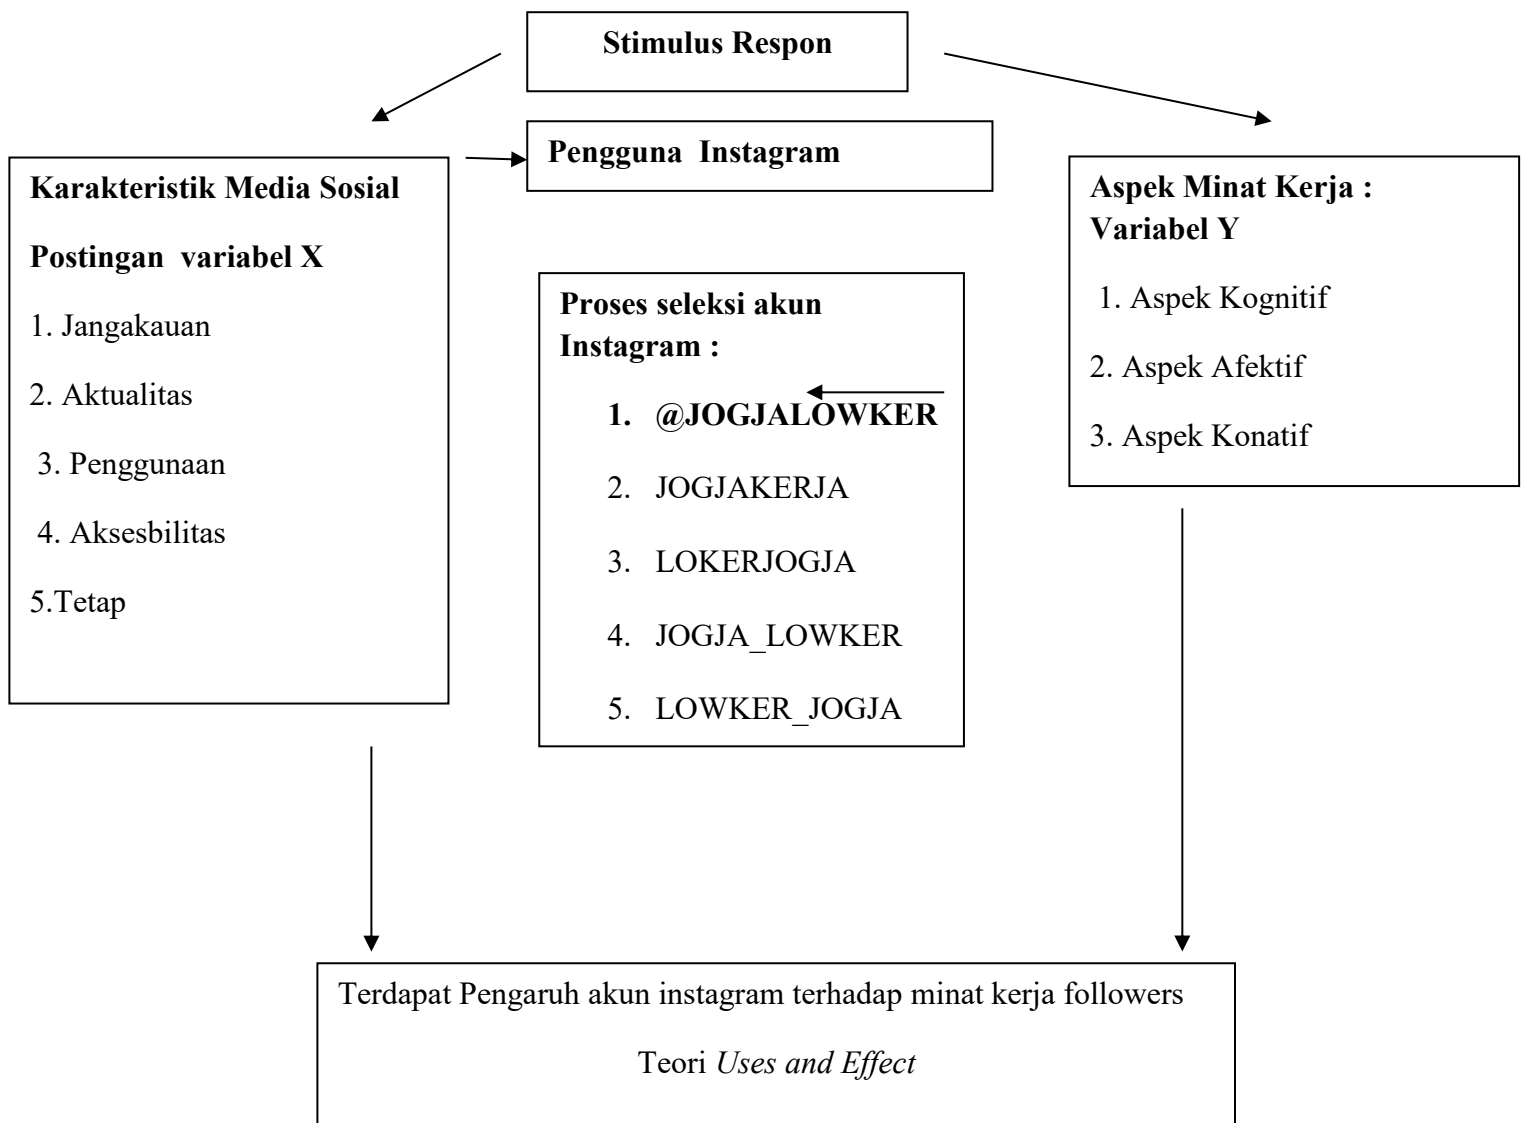 Stimulus Respon
Pengguna Instagram
Karakteristik Media Sosial
Postingan variabel X
1. Jangakauan
2. Aktualitas
3. Penggunaan
4. Aksesbilitas
5.Tetap
Proses seleksi akun
Instagram :
1. @JOGJALOWKER
2. JOGJAKERJA
3. LOKERJOGJA
4. JOGJA_LOWKER
5. LOWKER_JOGJA
Aspek Minat Kerja :
Variabel Y
1. Aspek Kognitif
2. Aspek Afektif
3. Aspek Konatif
Terdapat Pengaruh akun instagram terhadap minat kerja followers
Teori Uses and Effect